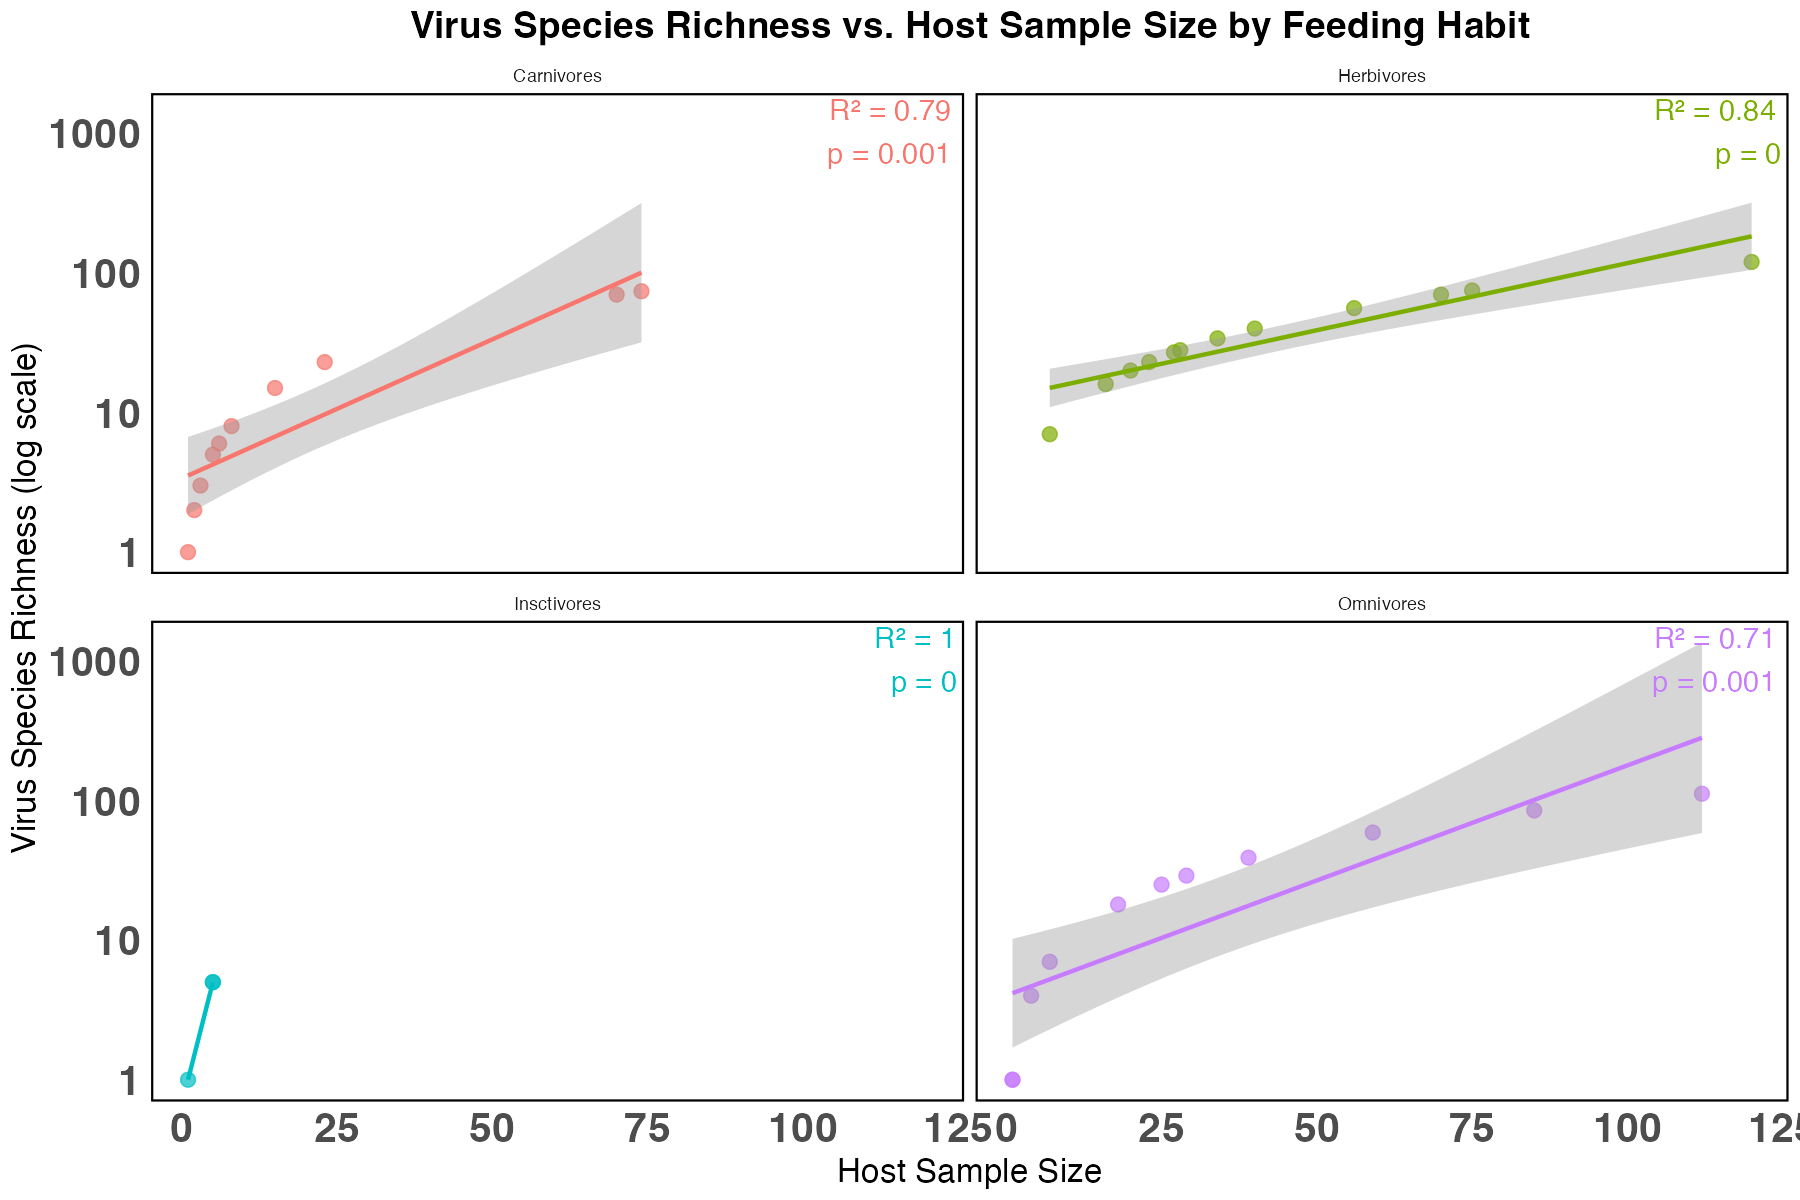 Virus Species Richness vs. Host Sample Size by Feeding Habit
Carnivores
Herbivores
R² = 0.79
p = 0.001
R² = 0.84
p = 0
1000
100
10
1
Virus Species Richness (log scale)
Insctivores
Omnivores
R² = 1
p = 0
R² = 0.71
p = 0.001
1000
100
10
1
0 25 50 75 100 125 0 25 50 75 100 125
Host Sample Size